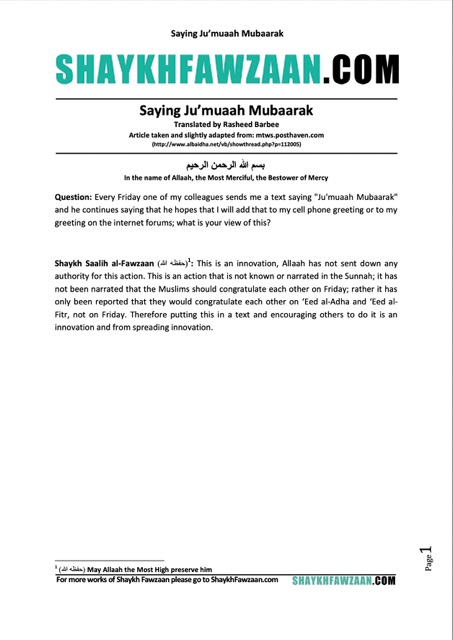 Saying Ju’muaah Mubaarak
SHAYKHFAWZAAN.COM
Saying Ju’muaah Mubaarak
Translated by Rasheed Barbee
Article taken and slightly adapted from: mtws.posthaven.com
(http://www.albaidha.net/vb/showthread.php?p=112005)
بسم الله الرحمن الرحيم
In the name of Allaah, the Most Merciful, the Bestower of Mercy
Question: Every Friday one of my colleagues sends me a text saying "Ju'muaah Mubaarak"
and he continues saying that he hopes that I will add that to my cell phone greeting or to my
greeting on the internet forums; what is your view of this?
Shaykh Saalih al-Fawzaan (حفظه الله)1: This is an innovation, Allaah has not sent down any
authority for this action. This is an action that is not known or narrated in the Sunnah; it has
not been narrated that the Muslims should congratulate each other on Friday; rather it has
only been reported that they would congratulate each other on ‘Eed al-Adha and ‘Eed al-
Fitr, not on Friday. Therefore putting this in a text and encouraging others to do it is an
innovation and from spreading innovation.
1 (حفظه الله) May Allaah the Most High preserve him
For more works of Shaykh Fawzaan please go to ShaykhFawzaan.com
SHAYKHFAWZAAN.COM
Page 1